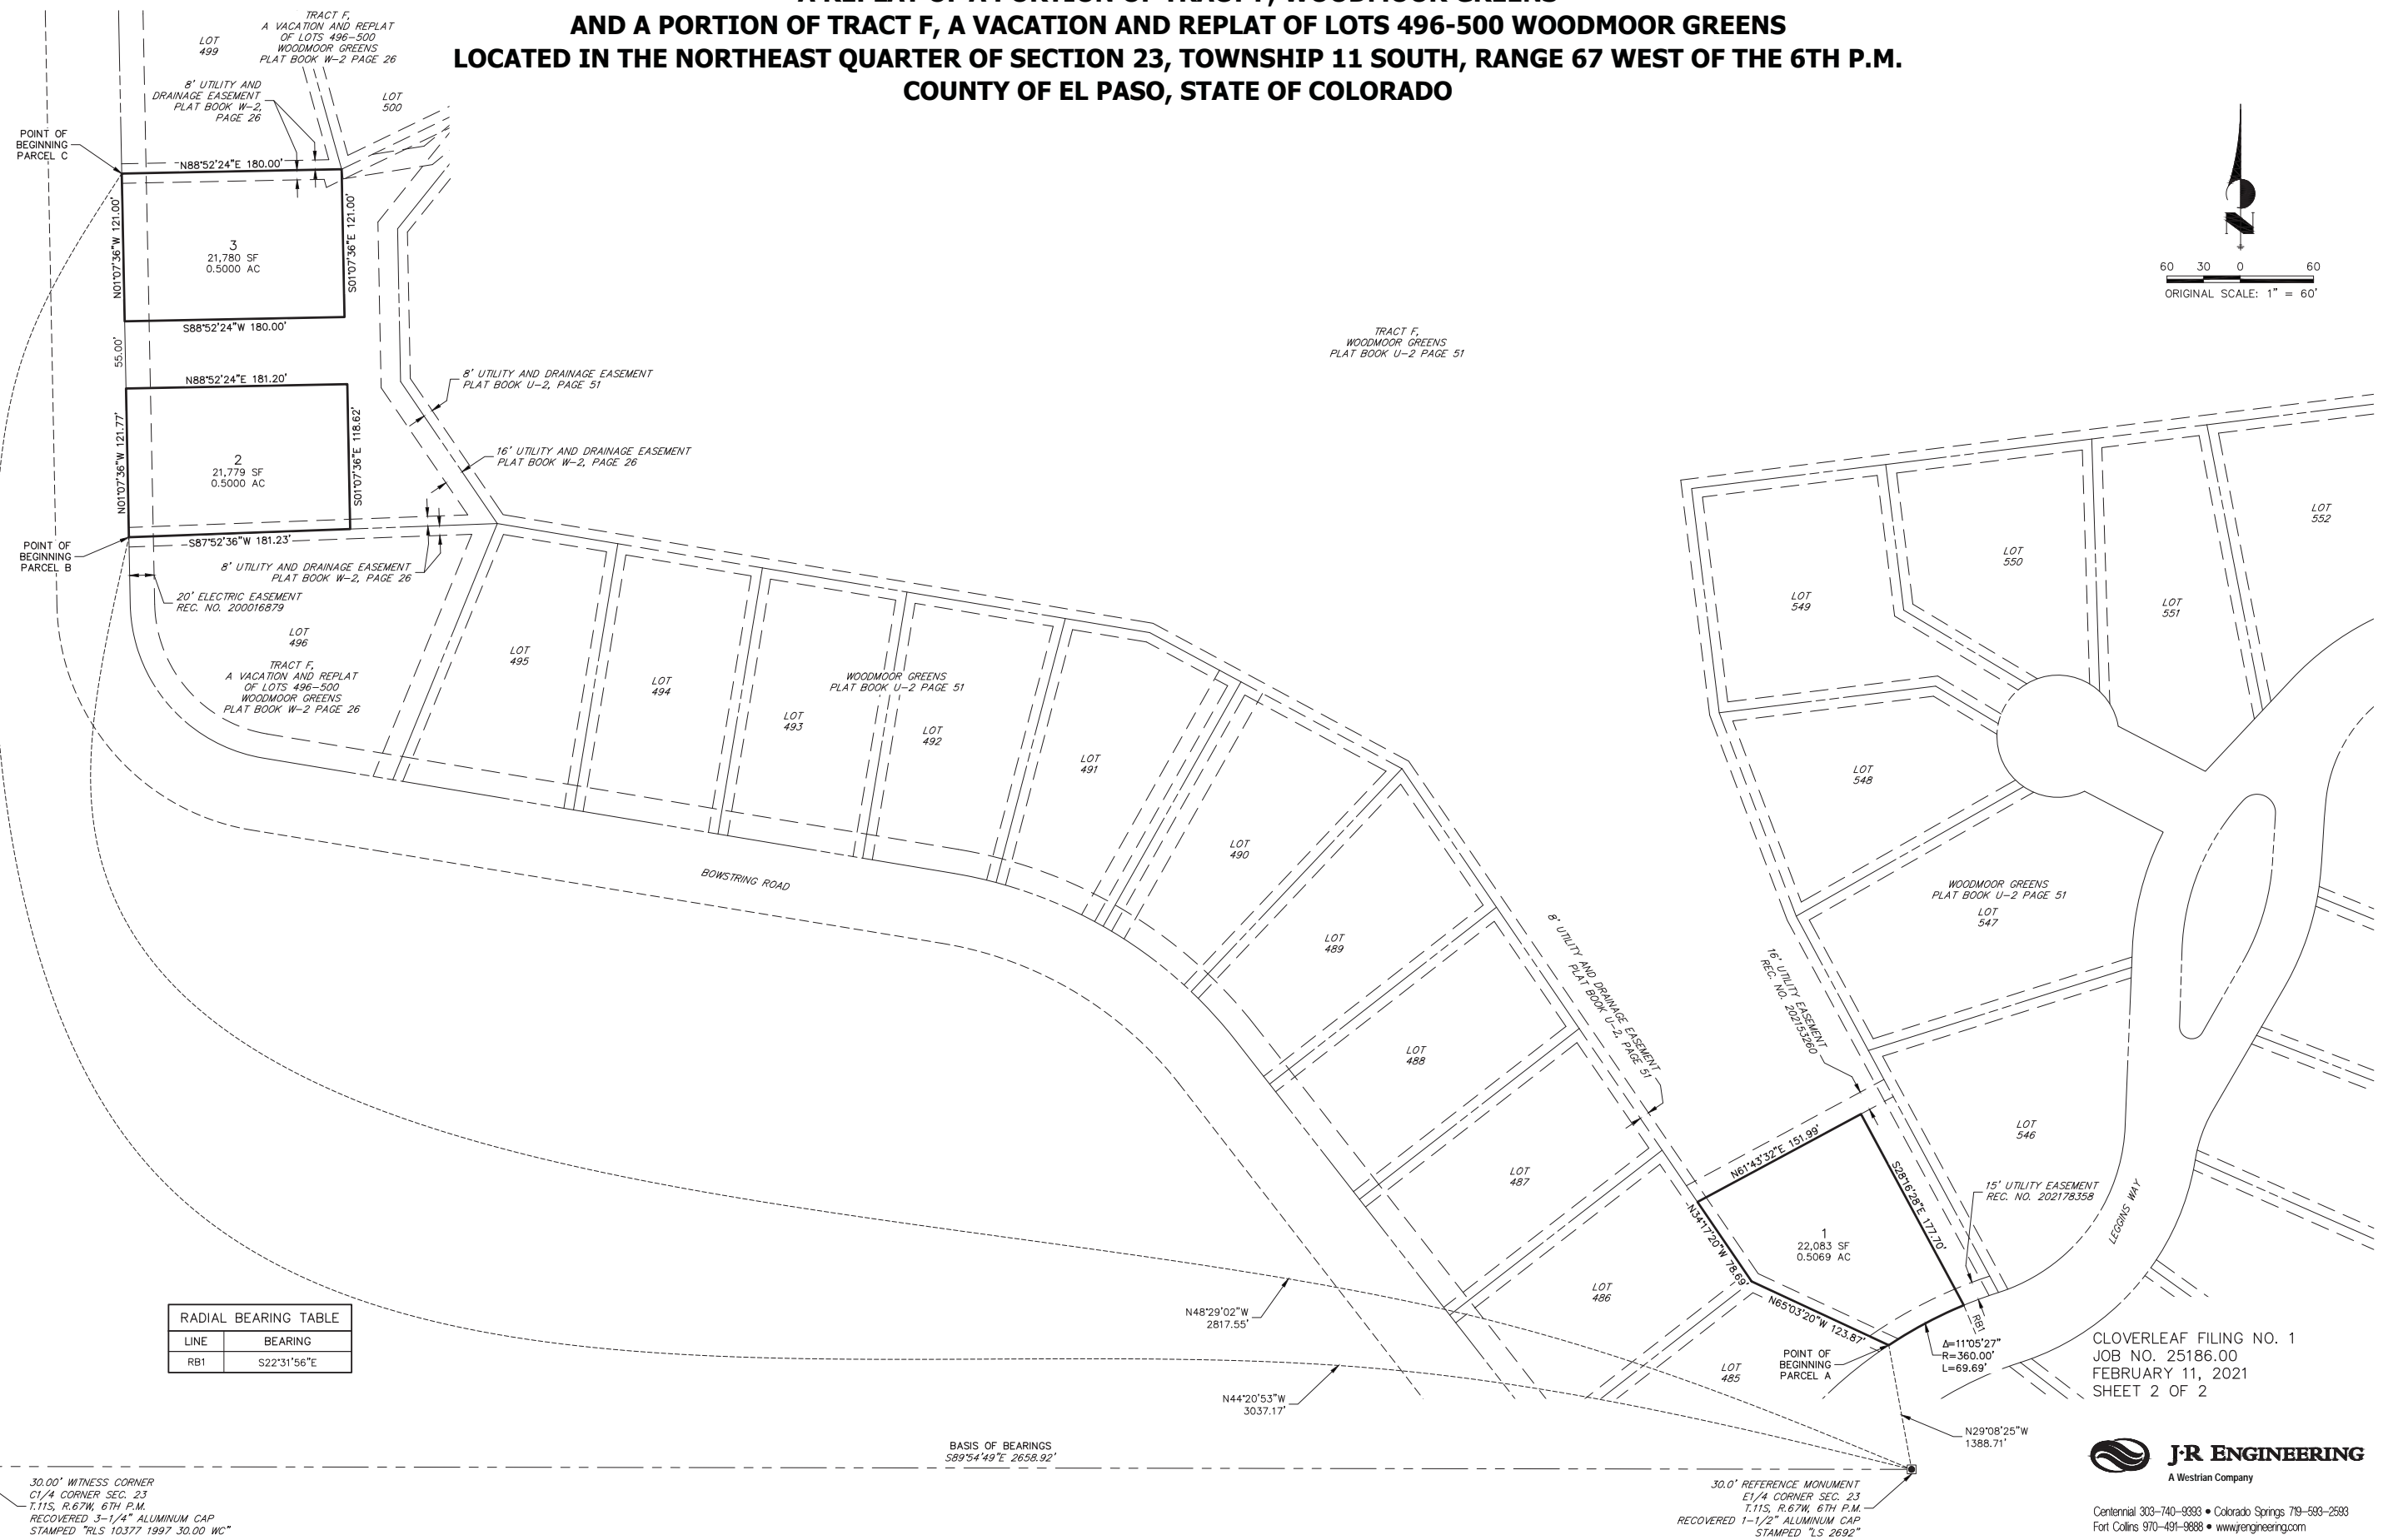 AND A PORTION OF TRACT F, A VACATION AND REPLAT OF LOTS 496-500 WOODMOOR GREENS
LOCATED IN THE NORTHEAST QUARTER OF SECTION 23, TOWNSHIP 11 SOUTH, RANGE 67 WEST OF THE 6TH P.M.
COUNTY OF EL PASO, STATE OF COLORADO
TRACT F,
A VACATION AND REPLAT
OF LOTS 496-500
WOODMOOR GREENS
PLAT BOOK W-2 PAGE 26
LOT
499
8' UTILITY AND
DRAINAGE EASEMENT
PLAT BOOK W-2,
PAGE 26
LOT
500
POINT OF
BEGINNING
PARCEL C
N88°52'24"E 180.00'
N01°07'36"W 121.00'
S01°07'36"E 121.00'
3
21,780 SF
0.5000 AC
S88°52'24"W 180.00'
55.00'
60 30 0 60
ORIGINAL SCALE: 1" = 60'
TRACT F,
WOODMOOR GREENS
PLAT BOOK U-2 PAGE 51
N88°52'24"E 181.20'
8' UTILITY AND DRAINAGE EASEMENT
PLAT BOOK U-2, PAGE 51
N01°07'36"W 121.77'
S01°07'36"E 118.62'
2
21,779 SF
0.5000 AC
16' UTILITY AND DRAINAGE EASEMENT
PLAT BOOK W-2, PAGE 26
S87°52'36"W 181.23'
POINT OF
BEGINNING
PARCEL B
8' UTILITY AND DRAINAGE EASEMENT
PLAT BOOK W-2, PAGE 26
20' ELECTRIC EASEMENT
REC. NO. 200016879
LOT
496
TRACT F,
A VACATION AND REPLAT
OF LOTS 496-500
WOODMOOR GREENS
PLAT BOOK W-2 PAGE 26
LOT
495
LOT
494
WOODMOOR GREENS
PLAT BOOK U-2 PAGE 51
LOT
493
LOT
492
LOT
491
LOT
490
LOT
489
LOT
488
LOT
487
LOT
486
LOT
485
BOWSTRING ROAD
LOT
552
LOT
550
LOT
551
LOT
549
LOT
548
WOODMOOR GREENS
PLAT BOOK U-2 PAGE 51
LOT
547
LOT
546
8' UTILITY AND DRAINAGE EASEMENT
PLAT BOOK U-2, PAGE 51
16' UTILITY EASEMENT
REC. NO. 202153260
N61°43'32"E 151.99'
S28°16'28"E 177.70'
15' UTILITY EASEMENT
REC. NO. 202178358
LEGGINS WAY
1
22,083 SF
0.5069 AC
N34°17'20"W 78.69'
N65°03'20"W 123.87'
RB1
Δ=11°05'27"
R=360.00'
L=69.69'
POINT OF
BEGINNING
PARCEL A
N48°29'02"W
2817.55'
N44°20'53"W
3037.17'
N29°08'25"W
1388.71'
RADIAL BEARING TABLE
LINE BEARING
RB1 S22°31'56"E
BASIS OF BEARINGS
S89°54'49"E 2658.92'
30.00' WITNESS CORNER
C1/4 CORNER SEC. 23
T.11S, R.67W, 6TH P.M.
RECOVERED 3-1/4" ALUMINUM CAP
STAMPED "RLS 10377 1997 30.00 WC"
30.0' REFERENCE MONUMENT
E1/4 CORNER SEC. 23
T.11S, R.67W, 6TH P.M.
RECOVERED 1-1/2" ALUMINUM CAP
STAMPED "LS 2692"
CLOVERLEAF FILING NO. 1
JOB NO. 25186.00
FEBRUARY 11, 2021
SHEET 2 OF 2
J·R ENGINEERING
A Westrian Company
Centennial 303-740-9393 • Colorado Springs 719-593-2593
Fort Collins 970-491-9888 • www.jrengineering.com